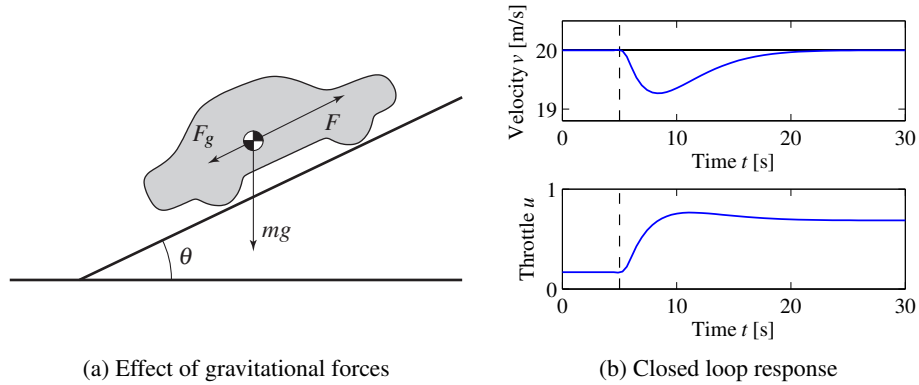 F_g
F
mg
θ
(a) Effect of gravitational forces
Velocity v [m/s]
20
19
0 10 20 30
Time t [s]
Throttle u
1
0
0 10 20 30
Time t [s]
(b) Closed loop response